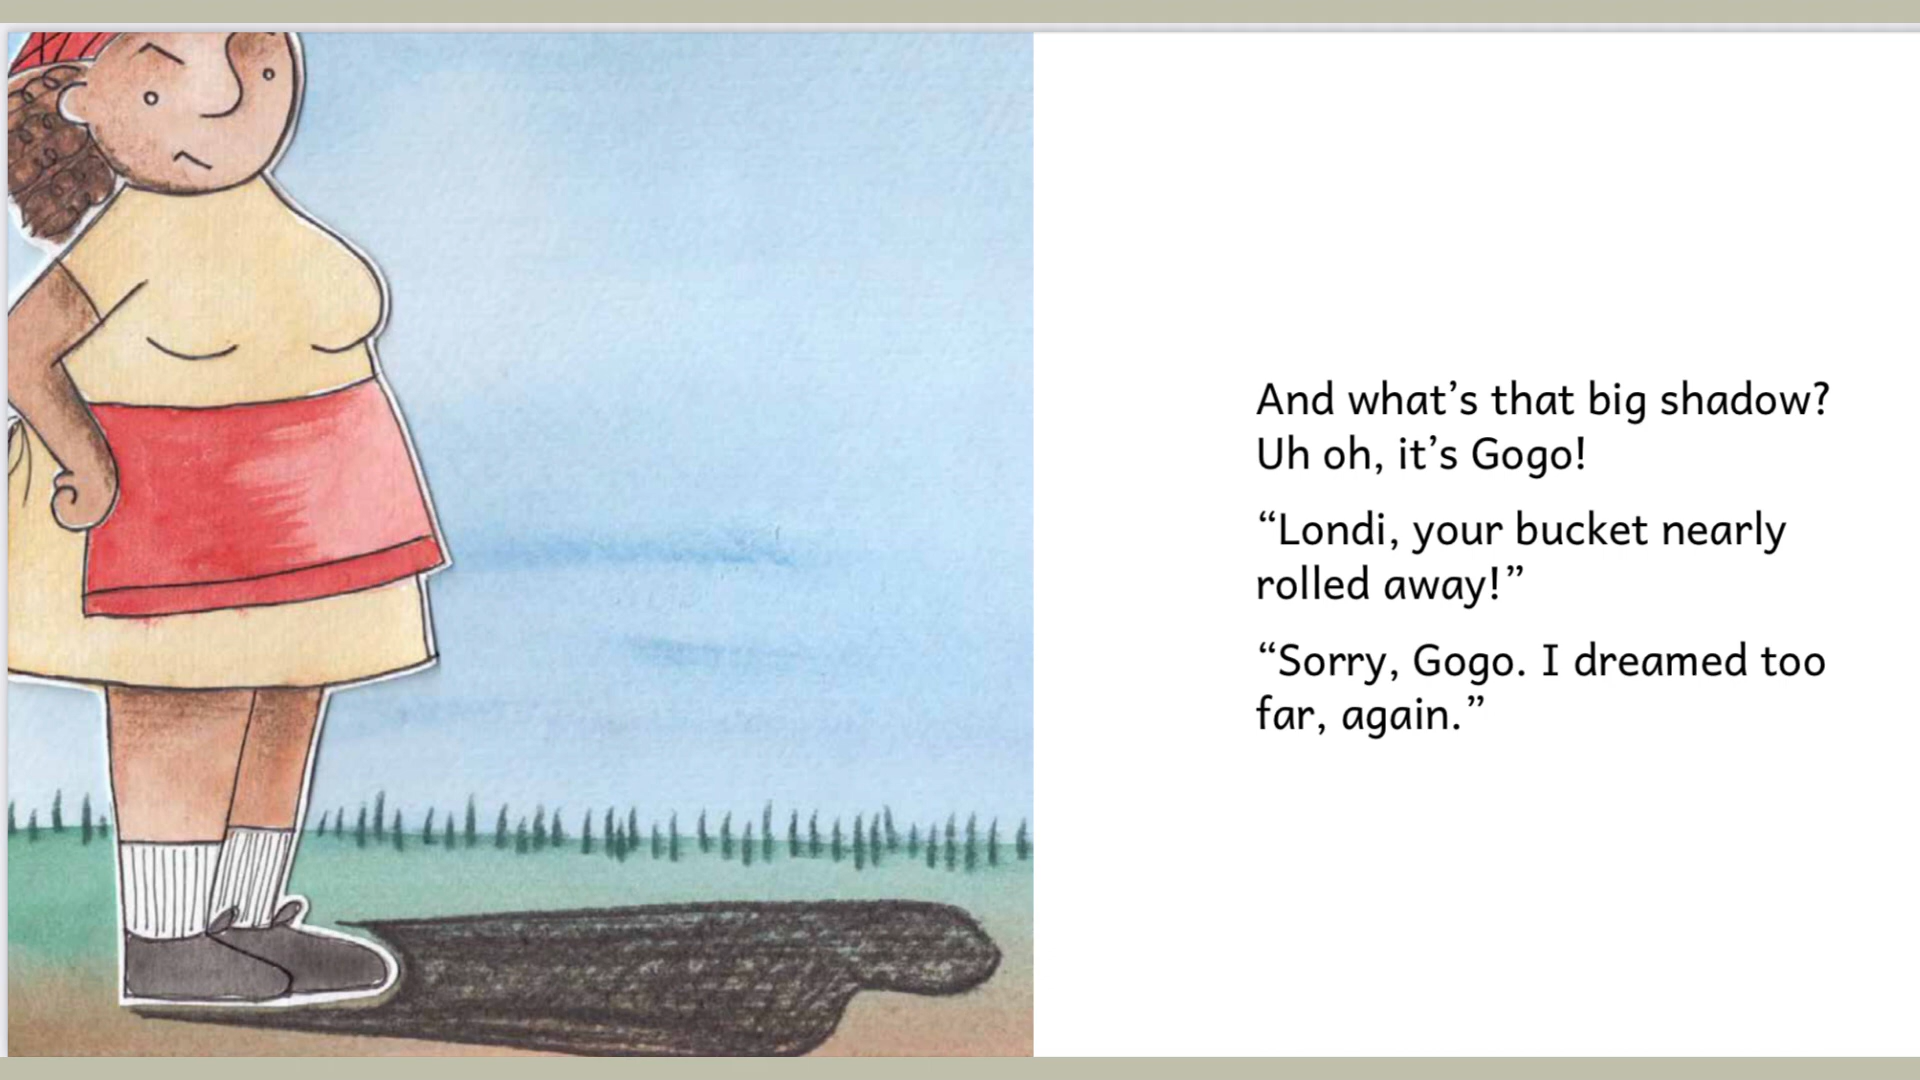 And what’s that big shadow?
Uh oh, it’s Gogo!
“Londi, your bucket nearly
rolled away!”
“Sorry, Gogo. I dreamed too
far, again.”